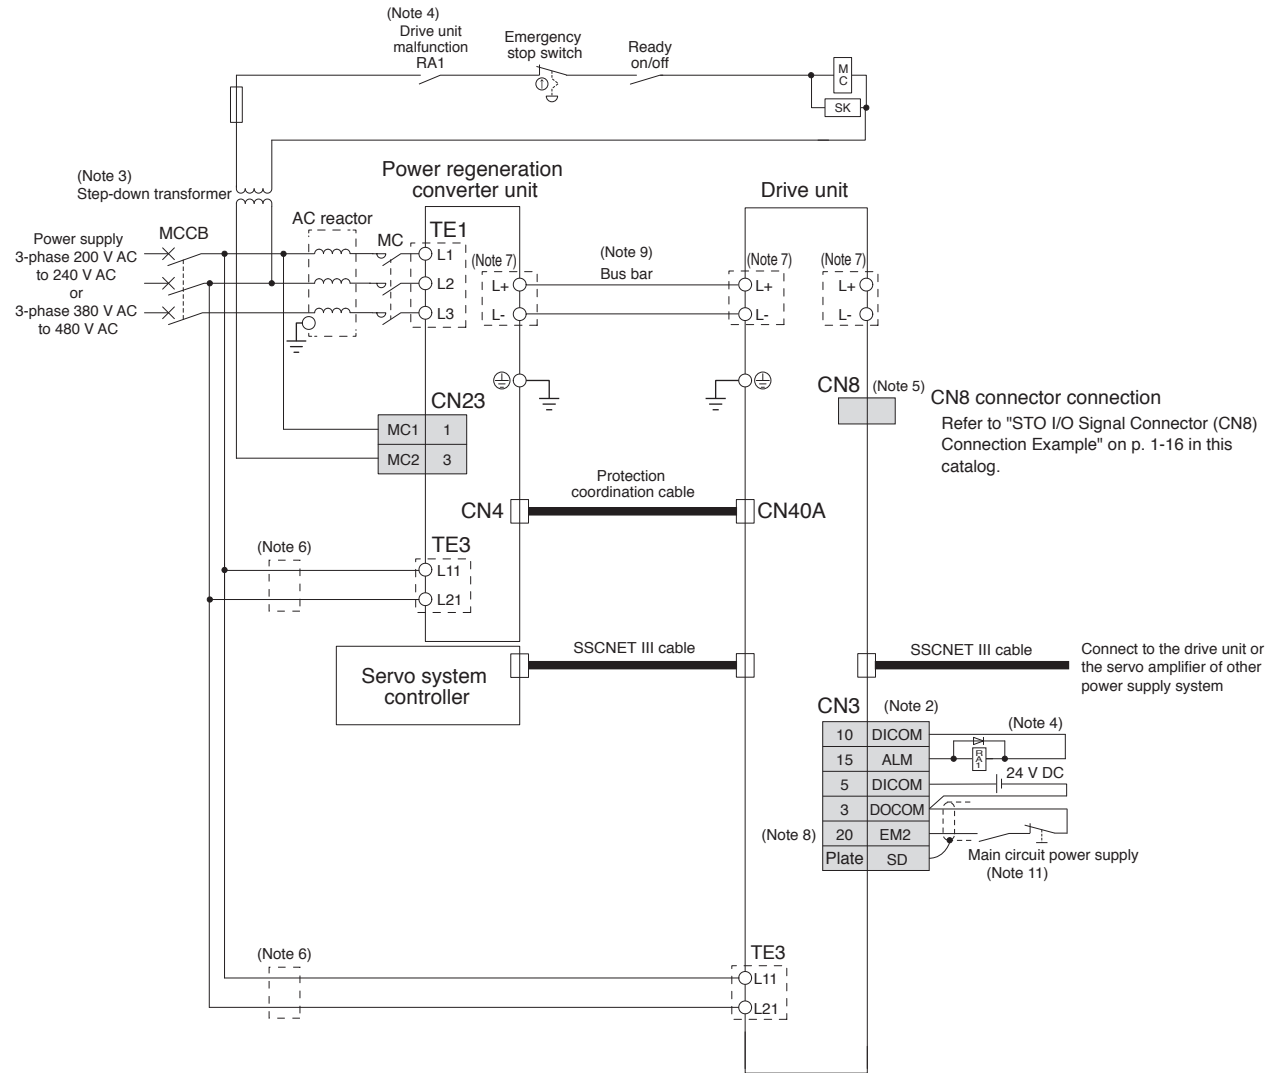 (Note 4)
Drive unit
malfunction
RA1
Emergency
stop switch
Ready
on/off
M
C
SK
(Note 3)
Step-down transformer
Power regeneration
converter unit
Drive unit
AC reactor
MCCB
MC
TE1
Power supply
3-phase 200 V AC
to 240 V AC
or
3-phase 380 V AC
to 480 V AC
L1
L2
L3
(Note 7)
L+
L-
(Note 9)
Bus bar
(Note 7)
L+
L-
(Note 7)
L+
L-
CN23
MC1 1
MC2 3
CN8 (Note 5)
CN8 connector connection
Refer to "STO I/O Signal Connector (CN8)
Connection Example" on p. 1-16 in this
catalog.
Protection
coordination cable
CN4
CN40A
(Note 6)
TE3
L11
L21
Servo system
controller
SSCNET III cable
SSCNET III cable
Connect to the drive unit or
the servo amplifier of other
power supply system
CN3 (Note 2)
(Note 4)
10 DICOM
15 ALM
RA1
5 DICOM
24 V DC
3 DOCOM
(Note 8) 20 EM2
Plate SD
Main circuit power supply
(Note 11)
(Note 6)
TE3
L11
L21